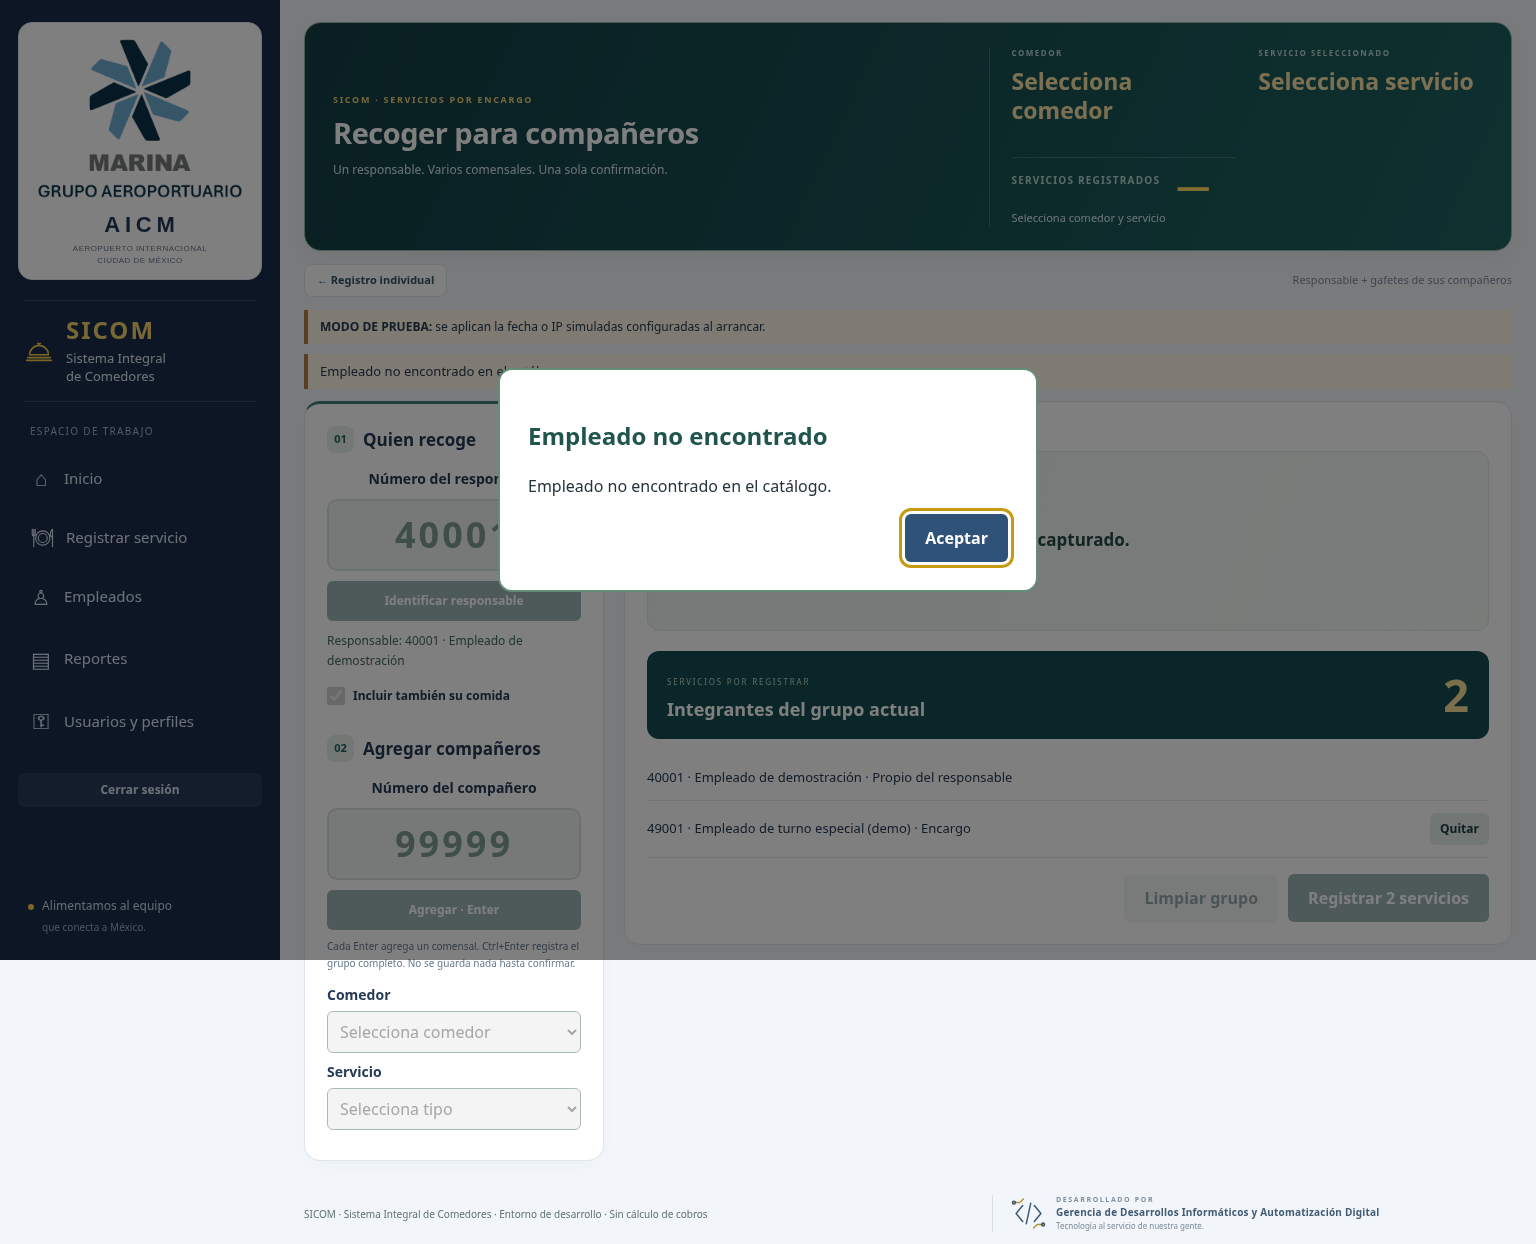 MARINA
GRUPO AEROPORTUARIO
AICM
AEROPUERTO INTERNACIONAL
CIUDAD DE MÉXICO
SICOM
Sistema Integral
de Comedores
ESPACIO DE TRABAJO
Inicio
Registrar servicio
Empleados
Reportes
Usuarios y perfiles
Cerrar sesión
Alimentamos al equipo
que conecta a México.
SICOM · SERVICIOS POR ENCARGO
Recoger para compañeros
Un responsable. Varios comensales. Una sola confirmación.
COMEDOR
Selecciona
comedor
SERVICIO SELECCIONADO
Selecciona servicio
SERVICIOS REGISTRADOS —
Selecciona comedor y servicio
← Registro individual
Responsable + gafetes de sus compañeros
MODO DE PRUEBA: se aplican la fecha o IP simuladas configuradas al arrancar.
Empleado no encontrado en
Empleado no encontrado
Empleado no encontrado en el catálogo.
Aceptar
01 Quien recoge
Número del
4000
Identificar responsable
Responsable: 40001 · Empleado de
demostración
Incluir también su comida
02 Agregar compañeros
Número del compañero
99999
Agregar · Enter
Cada Enter agrega un comensal. Ctrl+Enter registra el
grupo completo. No se guarda nada hasta confirmar.
Comedor
Selecciona comedor
Servicio
Selecciona tipo
capturado.
SERVICIOS POR REGISTRAR
Integrantes del grupo actual
2
40001 · Empleado de demostración · Propio del responsable
49001 · Empleado de turno especial (demo) · Encargo
Quitar
Limpiar grupo
Registrar 2 servicios
SICOM · Sistema Integral de Comedores · Entorno de desarrollo · Sin cálculo de cobros
DESARROLLADO POR
Gerencia de Desarrollos Informáticos y Automatización Digital
Tecnología al servicio de nuestra gente.